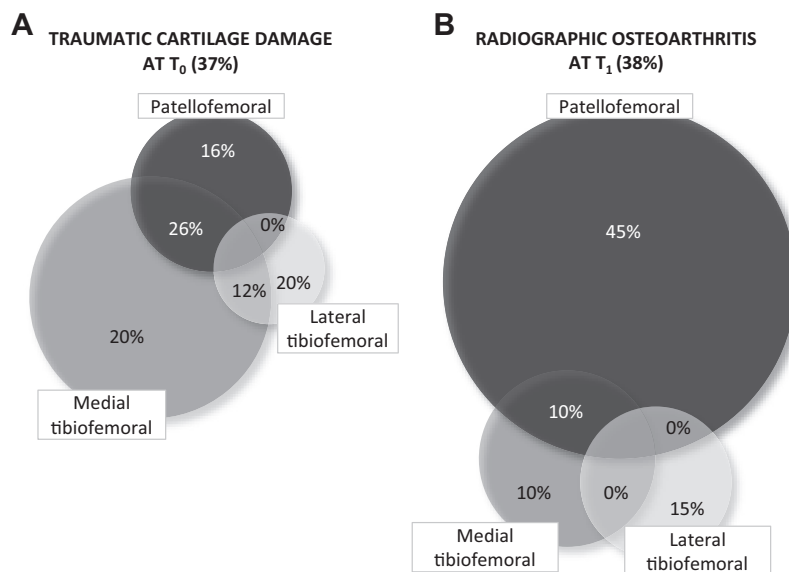 A
TRAUMATIC CARTILAGE DAMAGE
AT T₀ (37%)
Patellofemoral
16%
26%
0%
12%
20%
20%
Lateral
tibiofemoral
Medial
tibiofemoral
B
RADIOGRAPHIC OSTEOARTHRITIS
AT T₁ (38%)
Patellofemoral
45%
10%
0%
10%
0%
15%
Medial
tibiofemoral
Lateral
tibiofemoral